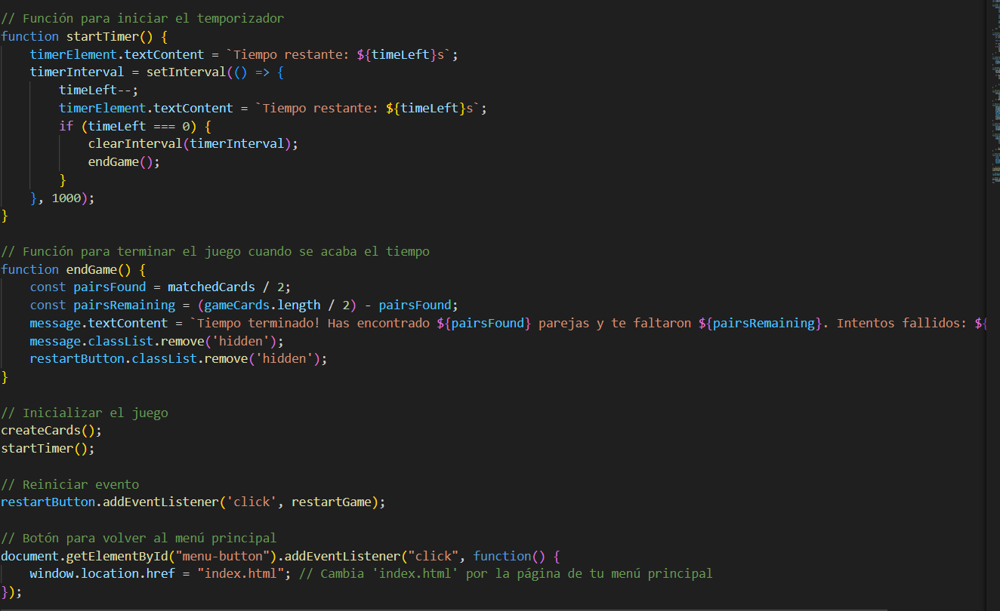 // Función para iniciar el temporizador
function startTimer() {
    timerElement.textContent = `Tiempo restante: ${timeLeft}s`;
    timerInterval = setInterval(() => {
        timeLeft--;
        timerElement.textContent = `Tiempo restante: ${timeLeft}s`;
        if (timeLeft === 0) {
            clearInterval(timerInterval);
            endGame();
        }
    }, 1000);
}

// Función para terminar el juego cuando se acaba el tiempo
function endGame() {
    const pairsFound = matchedCards / 2;
    const pairsRemaining = (gameCards.length / 2) - pairsFound;
    message.textContent = `Tiempo terminado! Has encontrado ${pairsFound} parejas y te faltaron ${pairsRemaining}. Intentos fallidos: ${
    message.classList.remove('hidden');
    restartButton.classList.remove('hidden');
}

// Inicializar el juego
createCards();
startTimer();

// Reiniciar evento
restartButton.addEventListener('click', restartGame);

// Botón para volver al menú principal
document.getElementById("menu-button").addEventListener("click", function() {
    window.location.href = "index.html"; // Cambia 'index.html' por la página de tu menú principal
});